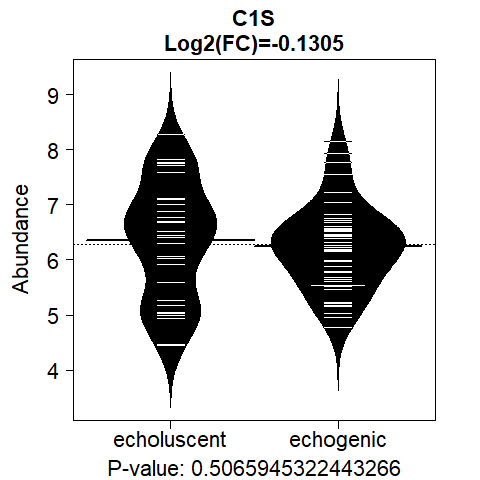 C1S
Log2(FC)=-0.1305
Abundance
9
8
7
6
5
4
echoluscent echogenic
P-value: 0.5065945322443266